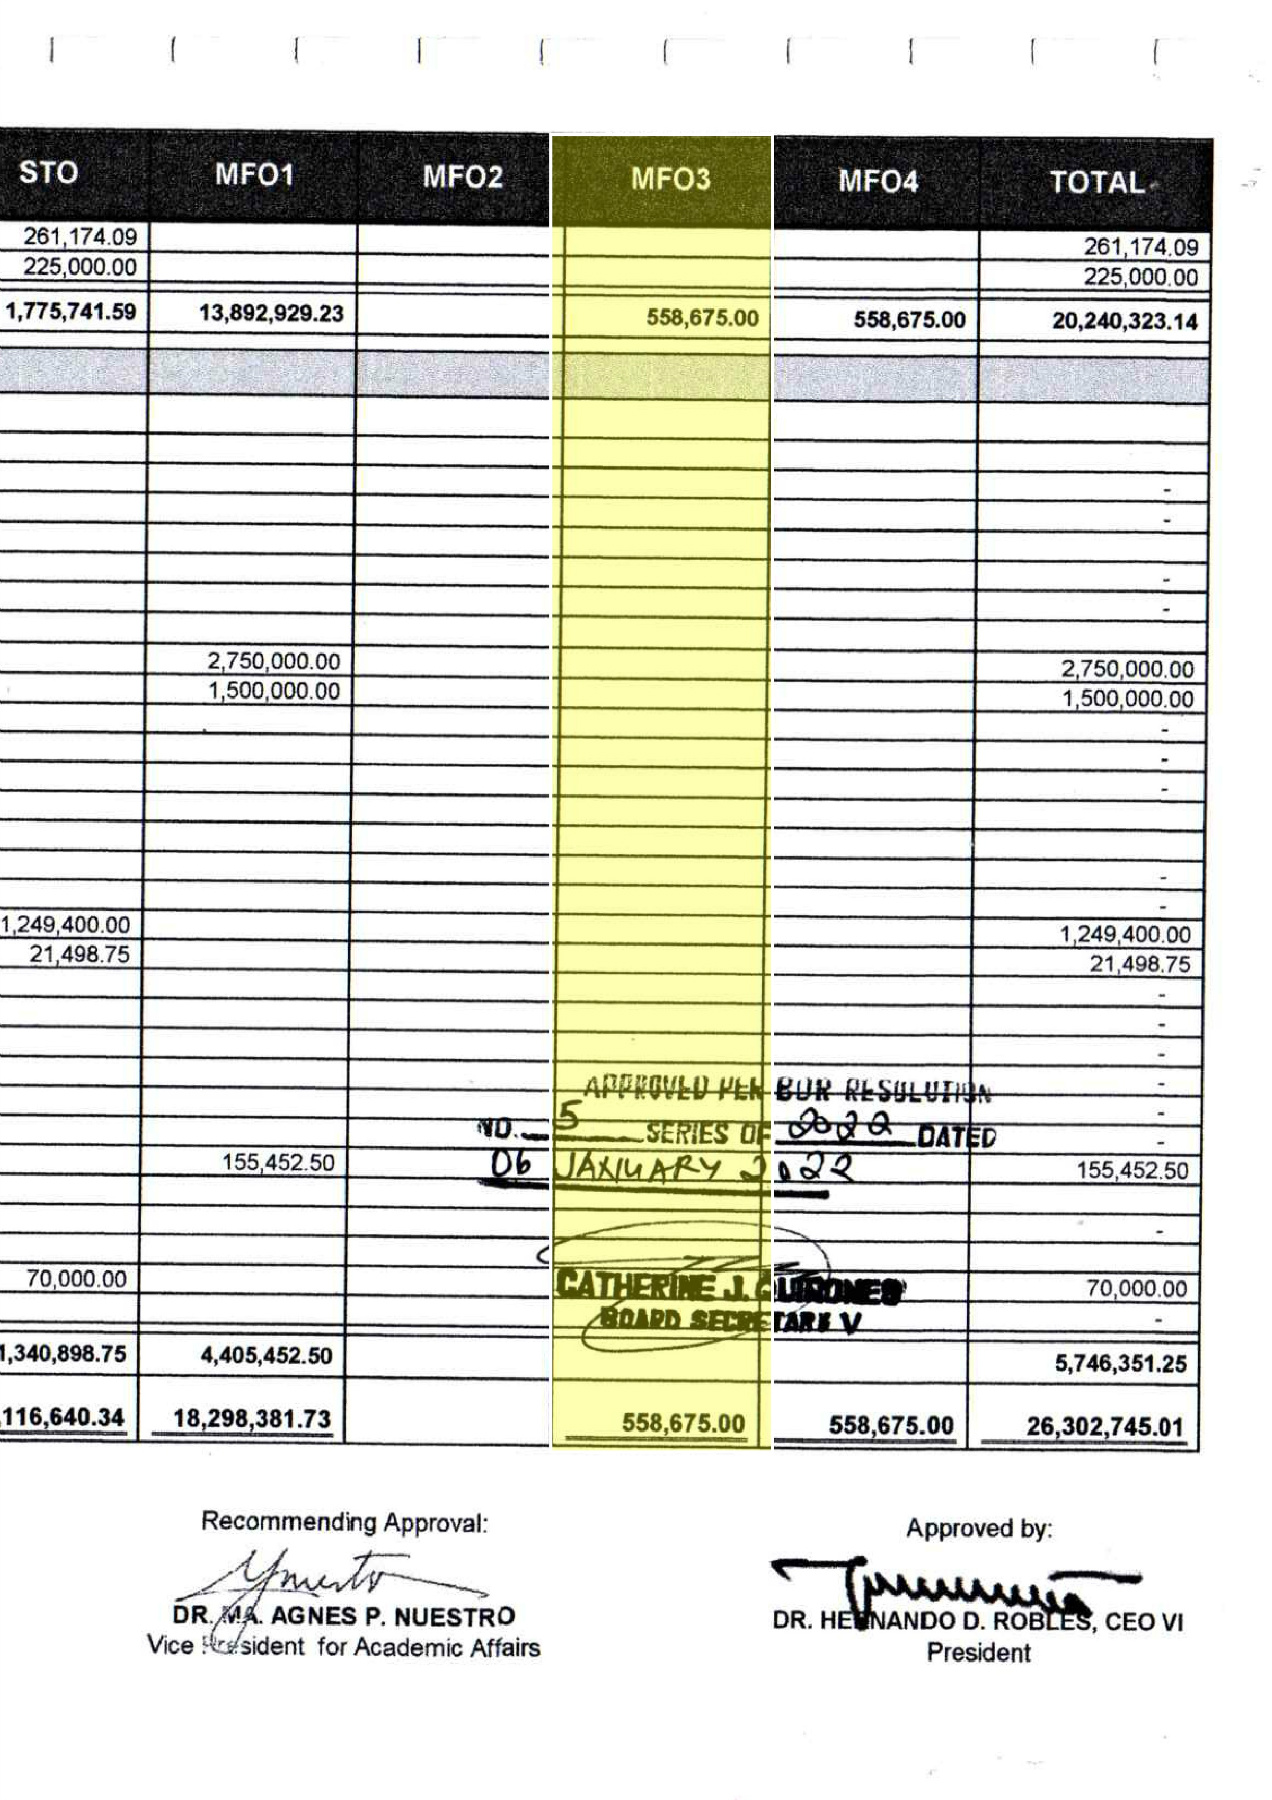 STO MFO1 MFO2 MFO3 MFO4 TOTAL
261,174.09 261,174.09
225,000.00 225,000.00
1,775,741.59 13,892,929.23 558,675.00 558,675.00 20,240,323.14
-
-
-
-
2,750,000.00 2,750,000.00
1,500,000.00 1,500,000.00
-
-
-
-
-
1,249,400.00 1,249,400.00
21,498.75 21,498.75
-
-
-
-
APPROVED PER BOR RESOLUTION
-
NO. 5 SERIES OF 2022 DATED
-
06 JANUARY 2022
155,452.50 155,452.50
-
CATHERINE J. QUIRONES
70,000.00 70,000.00
BOARD SECRETARY V
-
1,340,898.75 4,405,452.50 5,746,351.25
,116,640.34 18,298,381.73 558,675.00 558,675.00 26,302,745.01
Recommending Approval:
DR. MA. AGNES P. NUESTRO
Vice President for Academic Affairs
Approved by:
DR. HERNANDO D. ROBLES, CEO VI
President